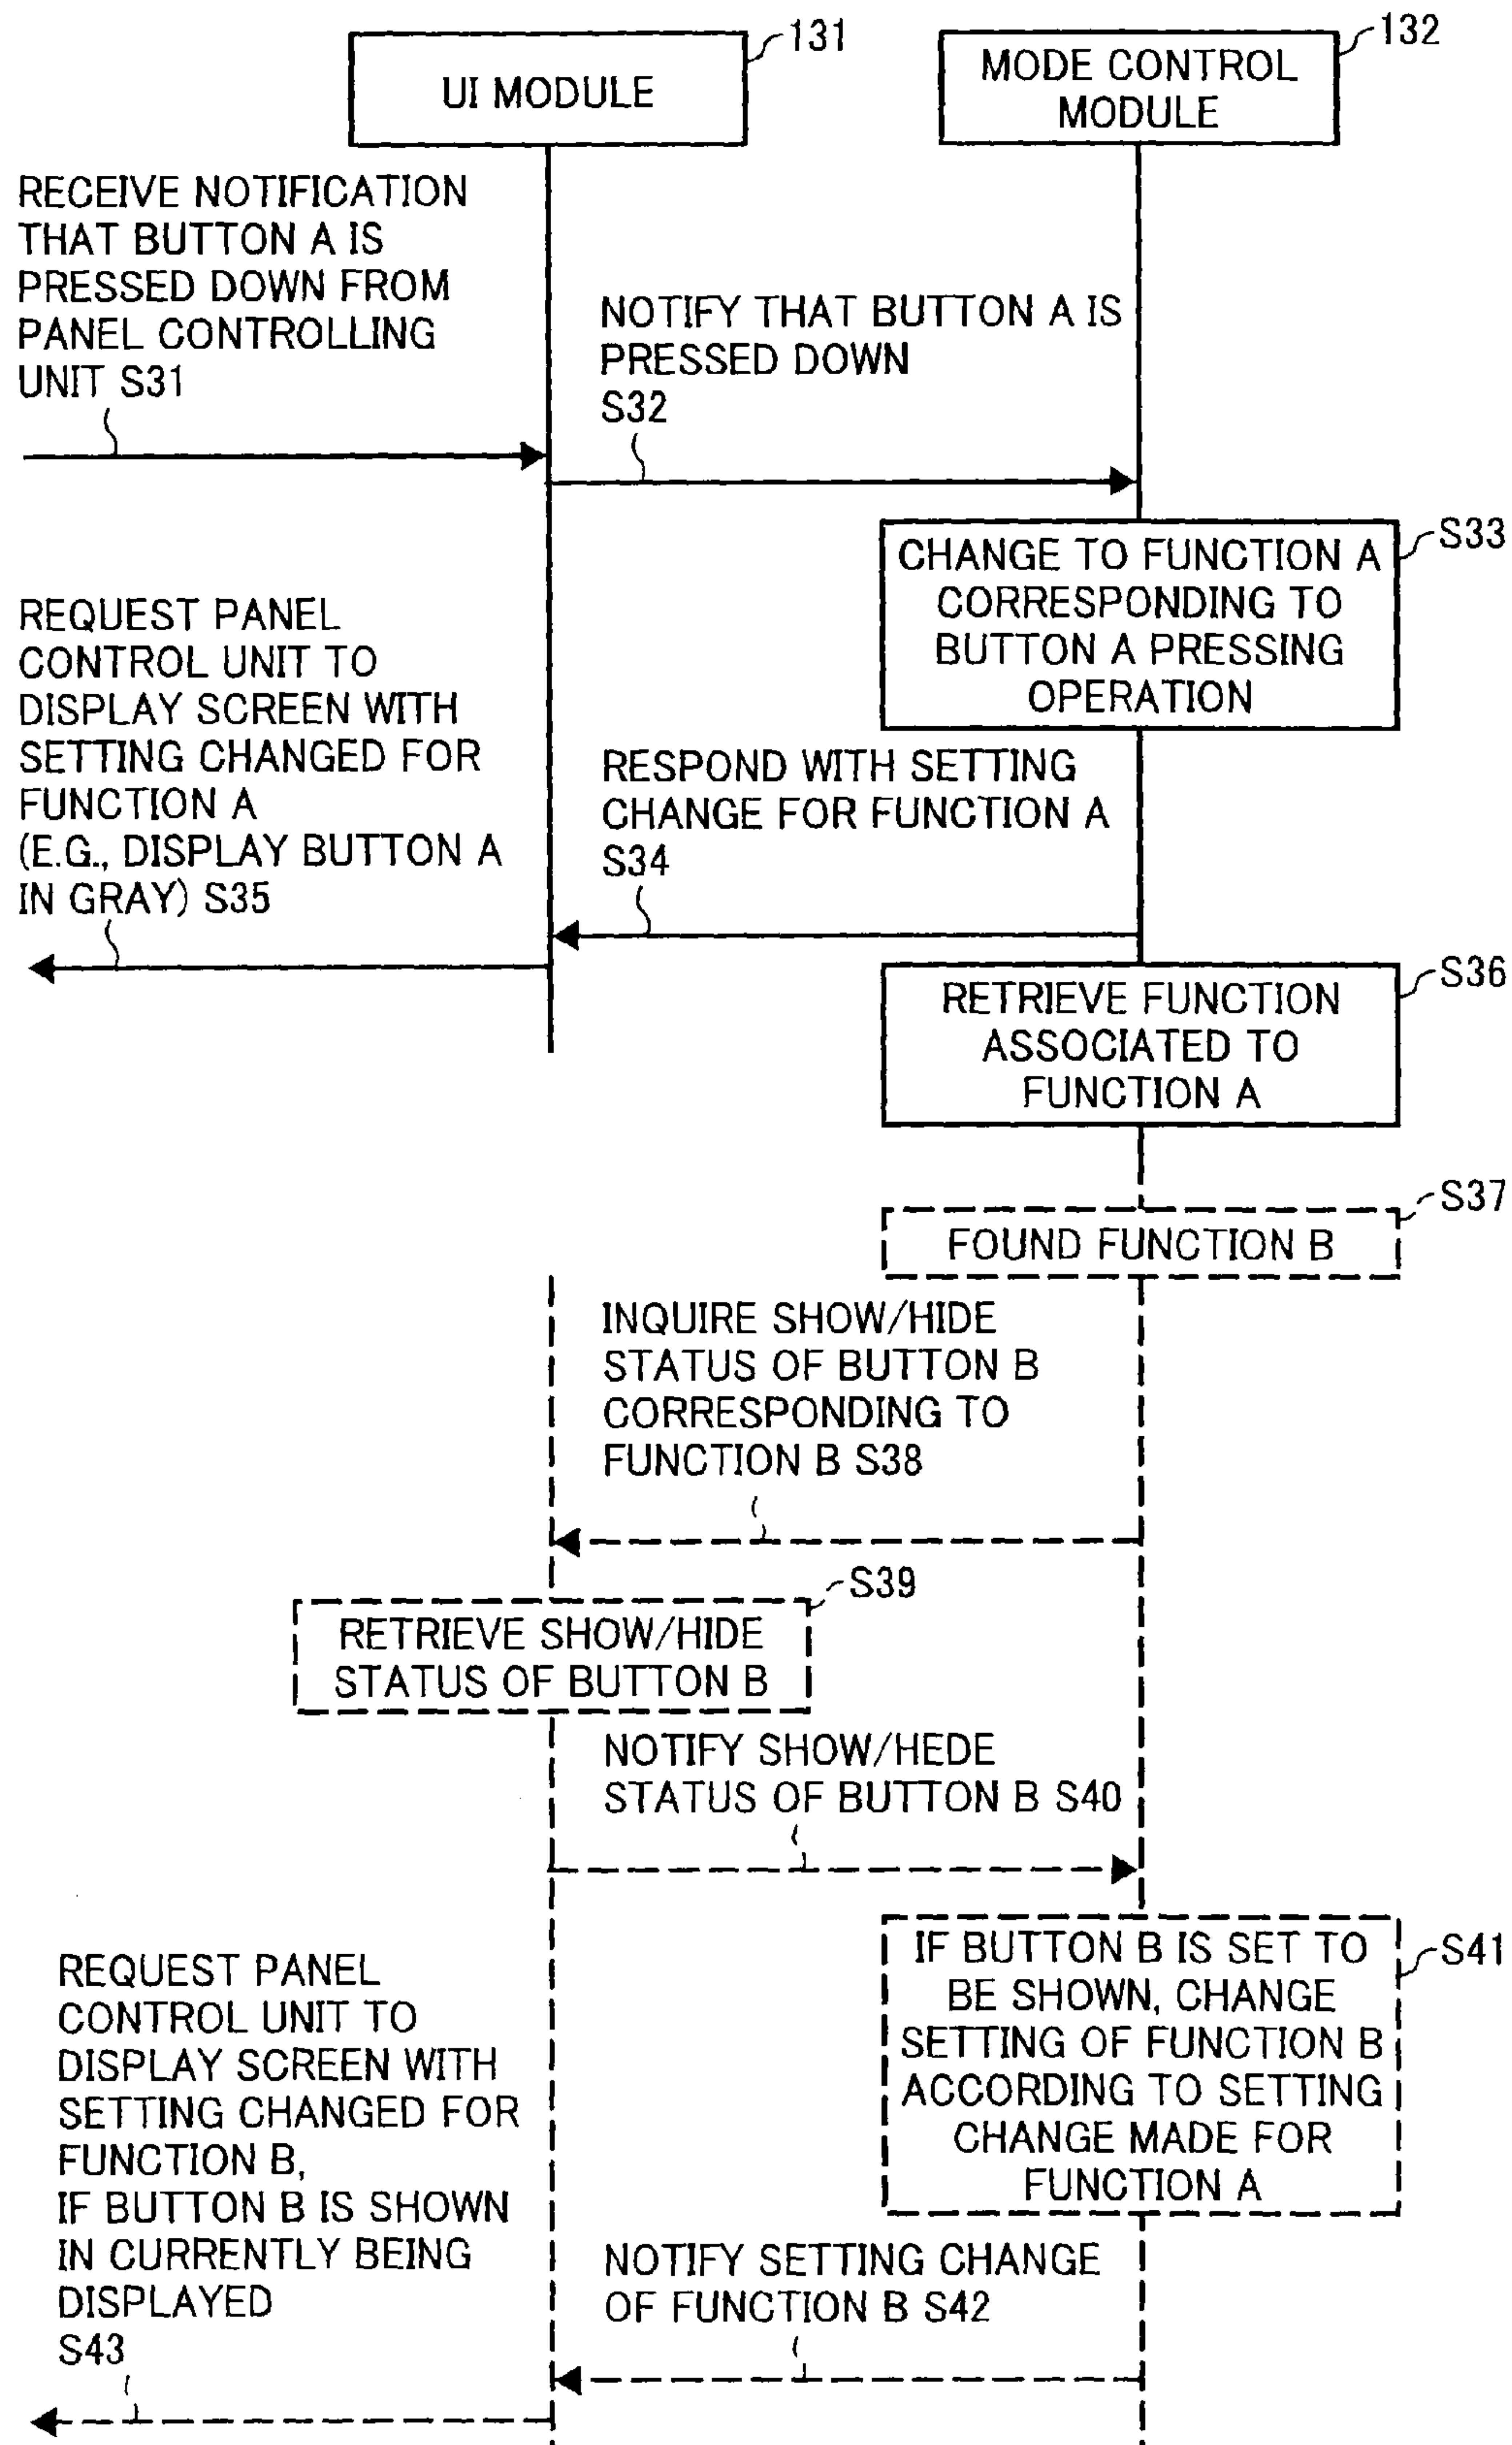 131
UI MODULE
132
MODE CONTROL
MODULE
RECEIVE NOTIFICATION
THAT BUTTON A IS
PRESSED DOWN FROM
PANEL CONTROLLING
UNIT S31
NOTIFY THAT BUTTON A IS
PRESSED DOWN
S32
S33
CHANGE TO FUNCTION A
CORRESPONDING TO
BUTTON A PRESSING
OPERATION
RESPOND WITH SETTING
CHANGE FOR FUNCTION A
S34
REQUEST PANEL
CONTROL UNIT TO
DISPLAY SCREEN WITH
SETTING CHANGED FOR
FUNCTION A
(E.G., DISPLAY BUTTON A
IN GRAY) S35
S36
RETRIEVE FUNCTION
ASSOCIATED TO
FUNCTION A
S37
FOUND FUNCTION B
INQUIRE SHOW/HIDE
STATUS OF BUTTON B
CORRESPONDING TO
FUNCTION B S38
S39
RETRIEVE SHOW/HIDE
STATUS OF BUTTON B
NOTIFY SHOW/HEDE
STATUS OF BUTTON B S40
S41
IF BUTTON B IS SET TO
BE SHOWN, CHANGE
SETTING OF FUNCTION B
ACCORDING TO SETTING
CHANGE MADE FOR
FUNCTION A
NOTIFY SETTING CHANGE
OF FUNCTION B S42
REQUEST PANEL
CONTROL UNIT TO
DISPLAY SCREEN WITH
SETTING CHANGED FOR
FUNCTION B,
IF BUTTON B IS SHOWN
IN CURRENTLY BEING
DISPLAYED
S43